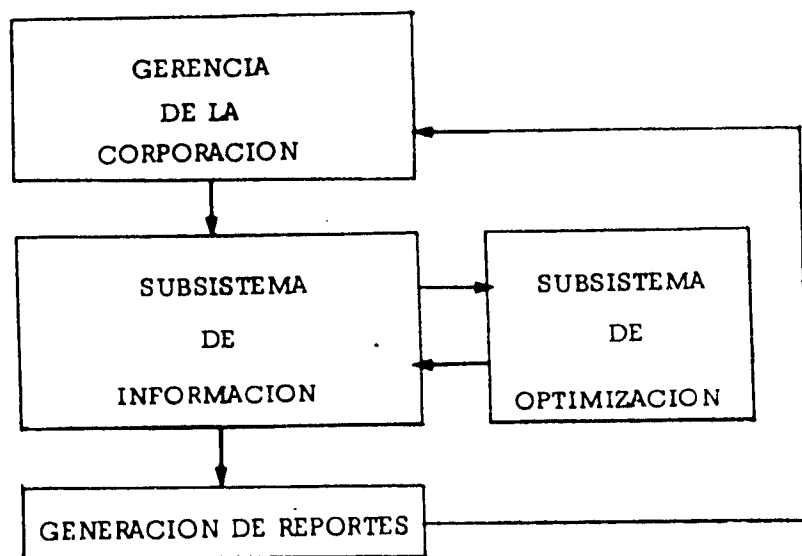 GERENCIA
DE LA
CORPORACION
SUBSISTEMA
DE
INFORMACION
SUBSISTEMA
DE
OPTIMIZACION
GENERACION DE REPORTES